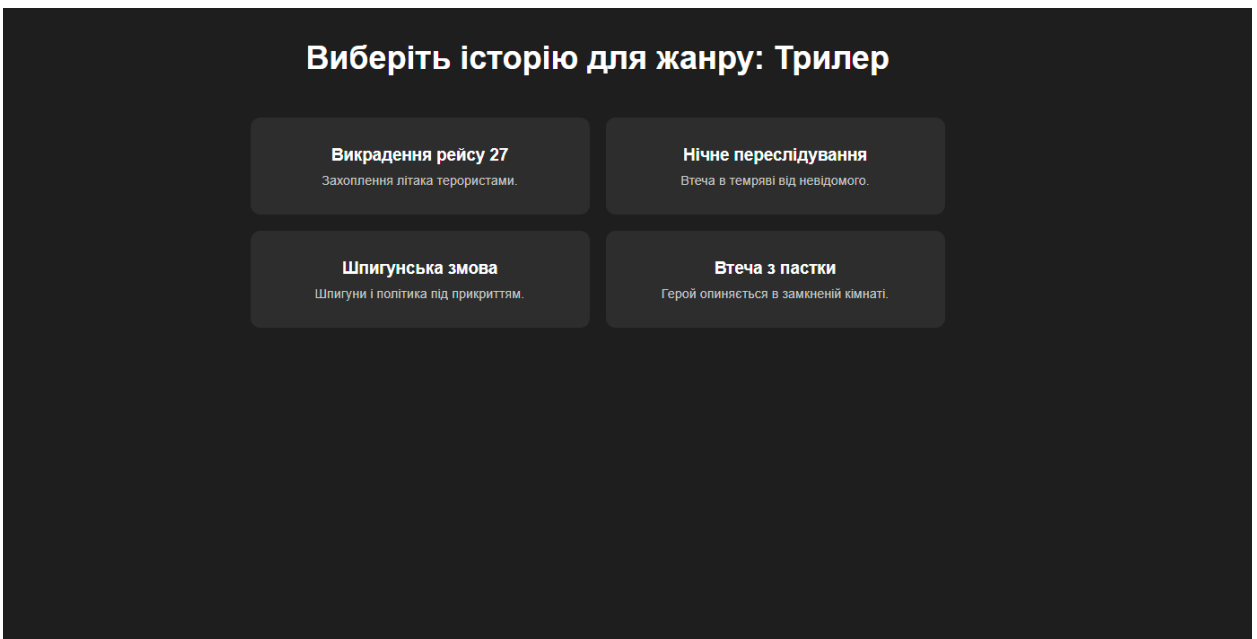 Виберіть історію для жанру: Трилер
Викрадення рейсу 27
Захоплення літака терористами.
Нічне переслідування
Втеча в темряві від невідомого.
Шпигунська змова
Шпигуни і політика під прикриттям.
Втеча з пастки
Герой опиняється в замкненій кімнаті.